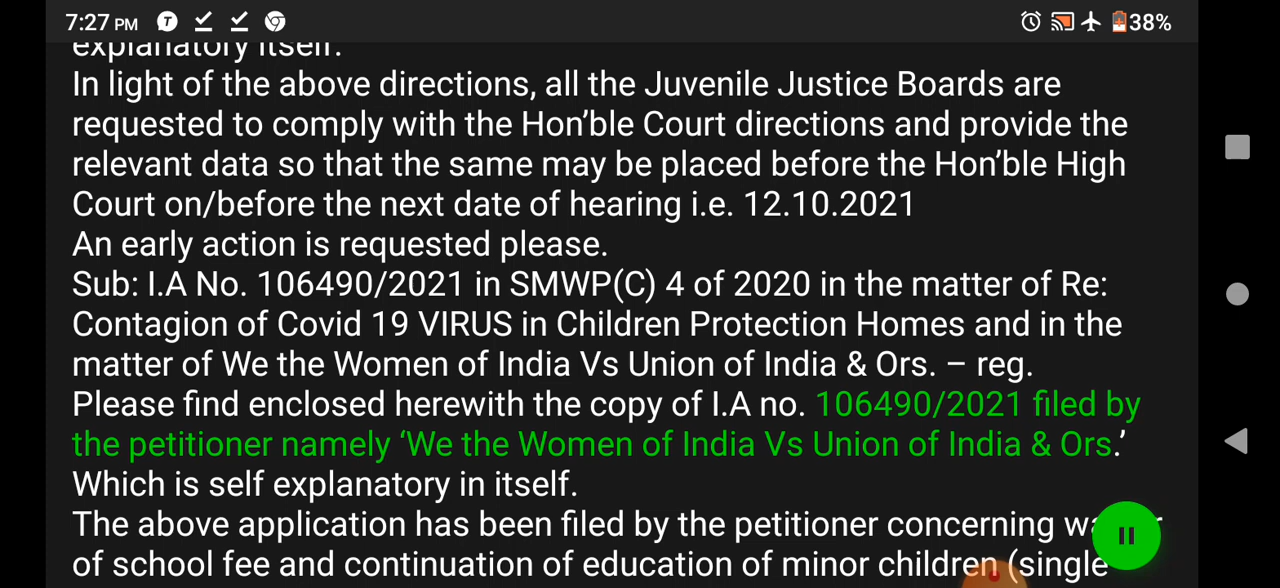 7:27 PM
38%
explanatory itself.
In light of the above directions, all the Juvenile Justice Boards are
requested to comply with the Hon’ble Court directions and provide the
relevant data so that the same may be placed before the Hon’ble High
Court on/before the next date of hearing i.e. 12.10.2021
An early action is requested please.
Sub: I.A No. 106490/2021 in SMWP(C) 4 of 2020 in the matter of Re:
Contagion of Covid 19 VIRUS in Children Protection Homes and in the
matter of We the Women of India Vs Union of India & Ors. – reg.
Please find enclosed herewith the copy of I.A no. 106490/2021 filed by
the petitioner namely ‘We the Women of India Vs Union of India & Ors.’
Which is self explanatory in itself.
The above application has been filed by the petitioner concerning
of school fee and continuation of education of minor children (single